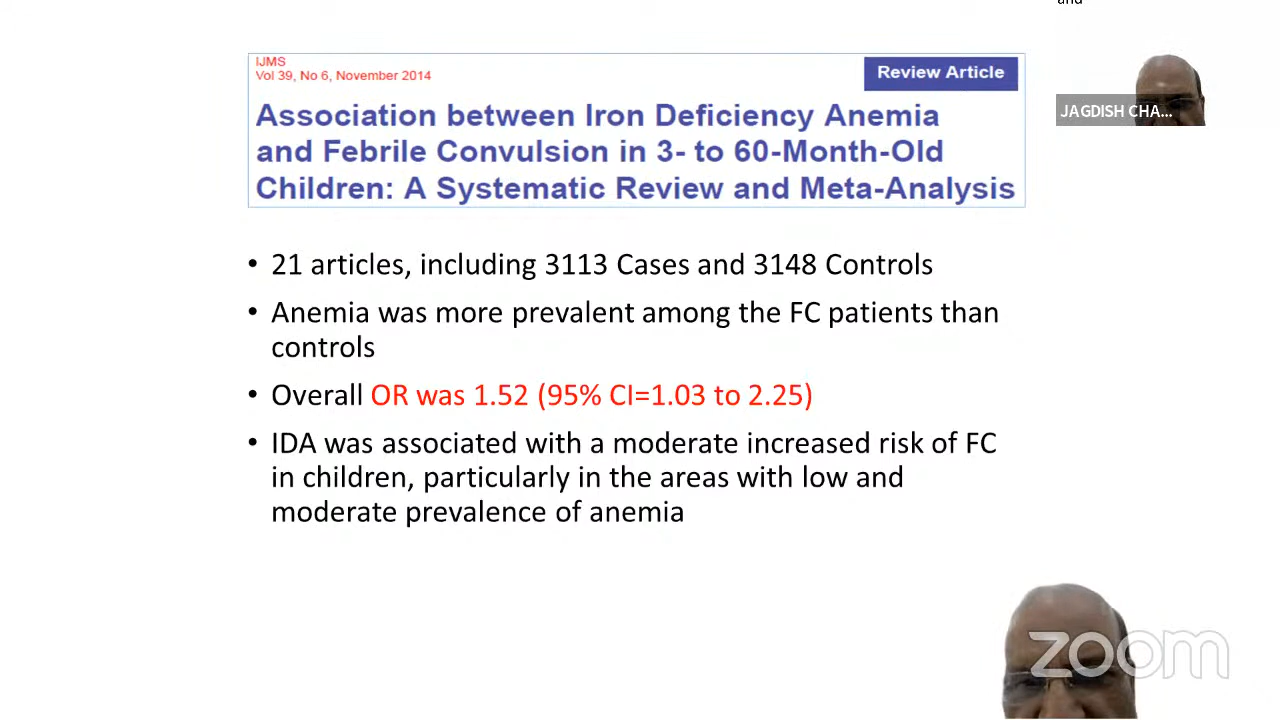 and
IJMS
Vol 39, No 6, November 2014
Review Article
Association between Iron Deficiency Anemia
and Febrile Convulsion in 3- to 60-Month-Old
Children: A Systematic Review and Meta-Analysis
JAGDISH CHA...
• 21 articles, including 3113 Cases and 3148 Controls
• Anemia was more prevalent among the FC patients than
controls
• Overall OR was 1.52 (95% CI=1.03 to 2.25)
• IDA was associated with a moderate increased risk of FC
in children, particularly in the areas with low and
moderate prevalence of anemia
zoom